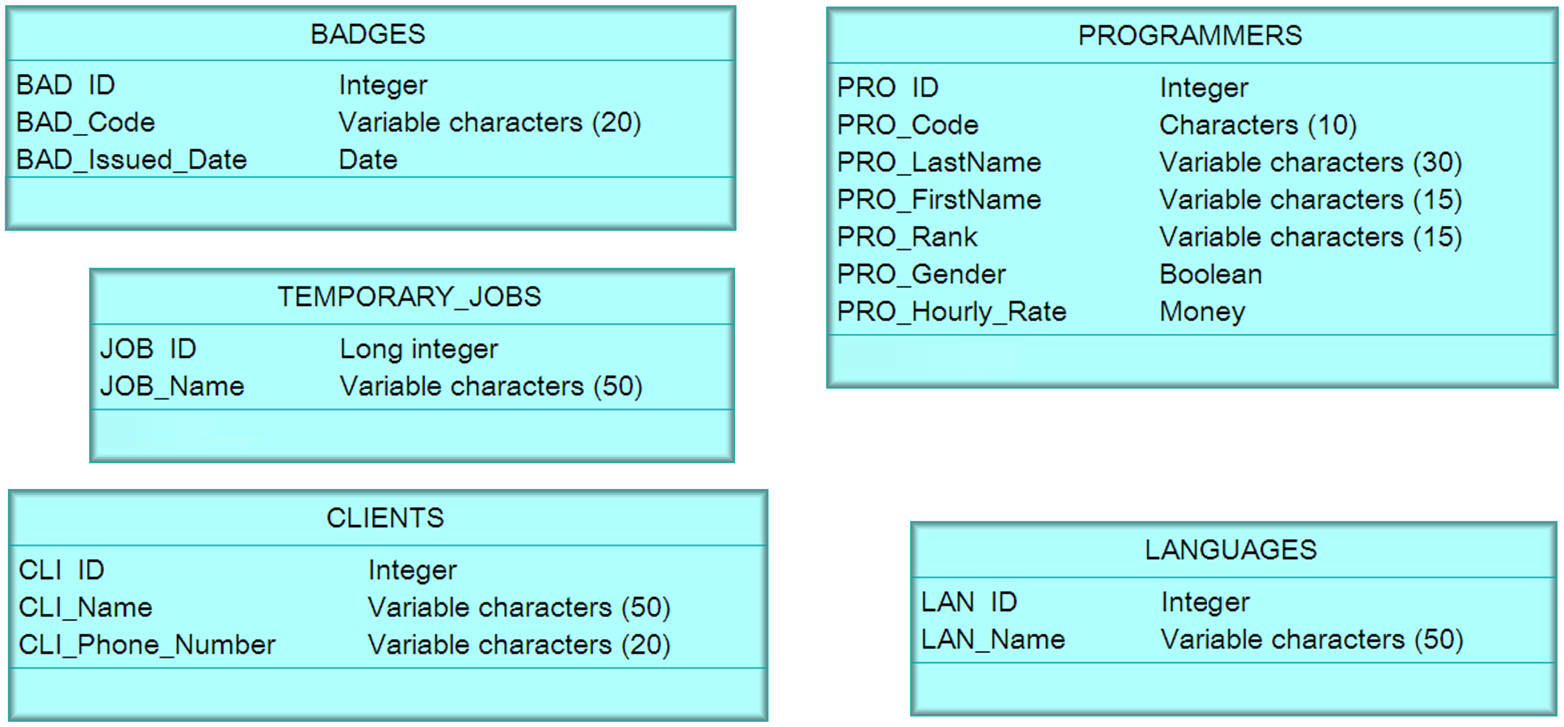 BADGES
BAD ID Integer
BAD_Code Variable characters (20)
BAD_Issued_Date Date
PROGRAMMERS
PRO ID Integer
PRO_Code Characters (10)
PRO_LastName Variable characters (30)
PRO_FirstName Variable characters (15)
PRO_Rank Variable characters (15)
PRO_Gender Boolean
PRO_Hourly_Rate Money
TEMPORARY_JOBS
JOB ID Long integer
JOB_Name Variable characters (50)
CLIENTS
CLI ID Integer
CLI_Name Variable characters (50)
CLI_Phone_Number Variable characters (20)
LANGUAGES
LAN ID Integer
LAN_Name Variable characters (50)